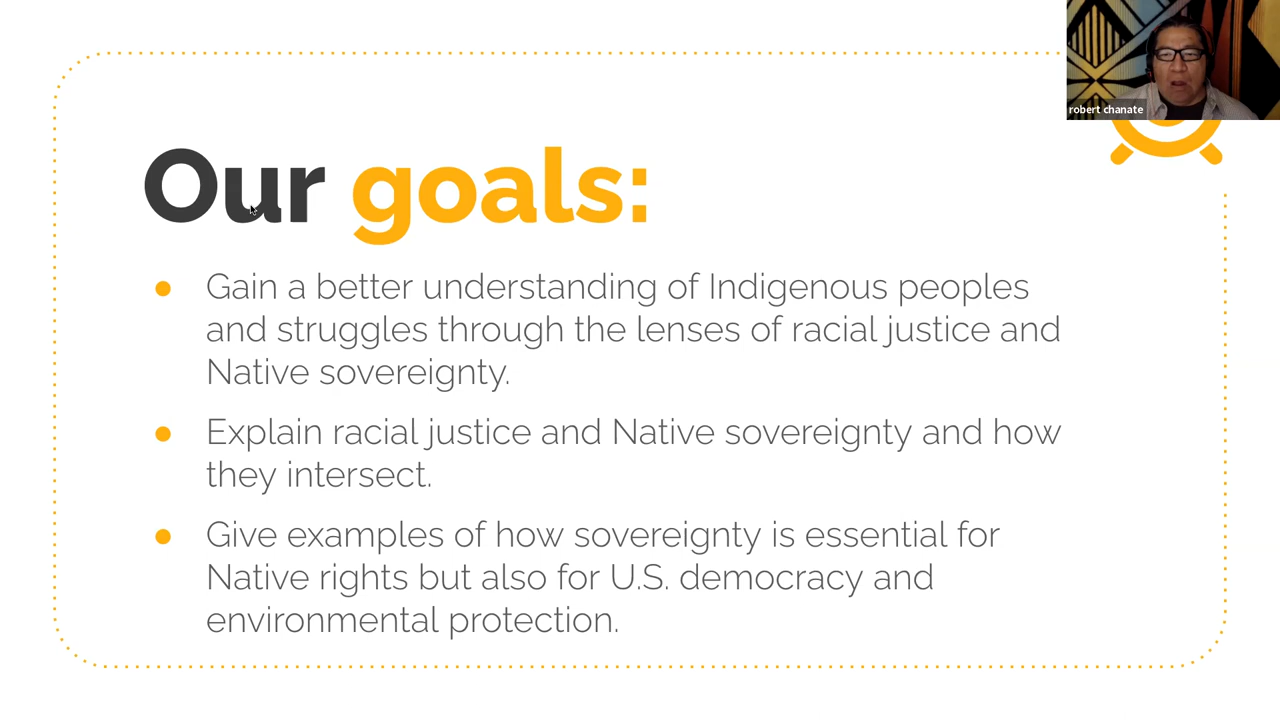 robert chanate
Our goals:
● Gain a better understanding of Indigenous peoples
and struggles through the lenses of racial justice and
Native sovereignty.
● Explain racial justice and Native sovereignty and how
they intersect.
● Give examples of how sovereignty is essential for
Native rights but also for U.S. democracy and
environmental protection.